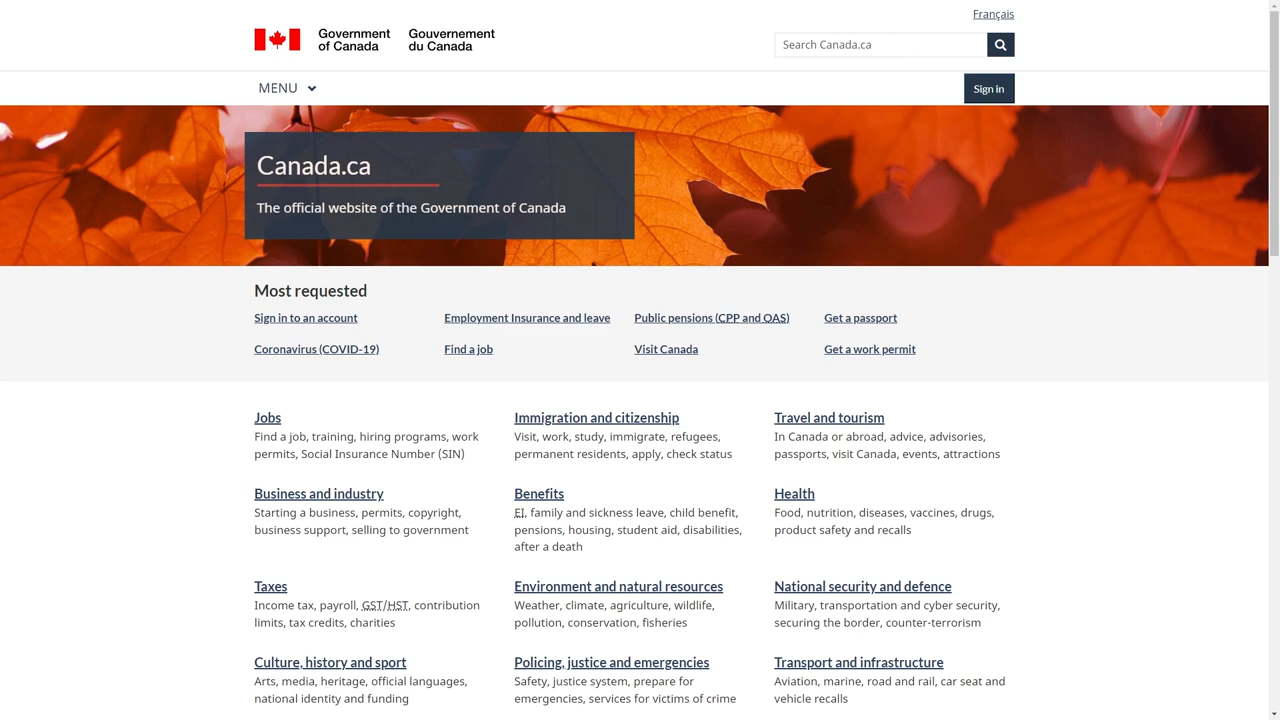 Français
Government
of Canada
Gouvernement
du Canada
Search Canada.ca
MENU
Sign in
Canada.ca
The official website of the Government of Canada
Most requested
Sign in to an account
Employment Insurance and leave
Public pensions (CPP and OAS)
Get a passport
Coronavirus (COVID-19)
Find a job
Visit Canada
Get a work permit
Jobs
Find a job, training, hiring programs, work
permits, Social Insurance Number (SIN)
Immigration and citizenship
Visit, work, study, immigrate, refugees,
permanent residents, apply, check status
Travel and tourism
In Canada or abroad, advice, advisories,
passports, visit Canada, events, attractions
Business and industry
Starting a business, permits, copyright,
business support, selling to government
Benefits
EI, family and sickness leave, child benefit,
pensions, housing, student aid, disabilities,
after a death
Health
Food, nutrition, diseases, vaccines, drugs,
product safety and recalls
Taxes
Income tax, payroll, GST/HST, contribution
limits, tax credits, charities
Environment and natural resources
Weather, climate, agriculture, wildlife,
pollution, conservation, fisheries
National security and defence
Military, transportation and cyber security,
securing the border, counter-terrorism
Culture, history and sport
Arts, media, heritage, official languages,
national identity and funding
Policing, justice and emergencies
Safety, justice system, prepare for
emergencies, services for victims of crime
Transport and infrastructure
Aviation, marine, road and rail, car seat and
vehicle recalls